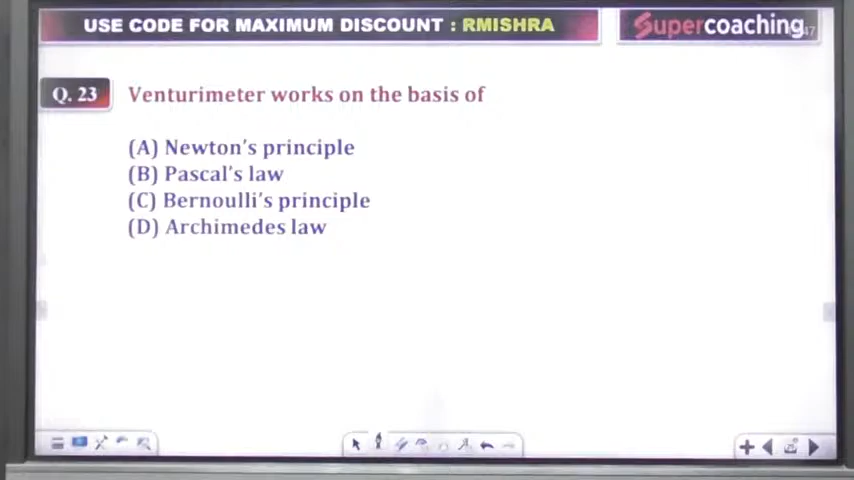 USE CODE FOR MAXIMUM DISCOUNT : RMISHRA
Supercoaching
47
Q. 23
Venturimeter works on the basis of
(A) Newton's principle
(B) Pascal's law
(C) Bernoulli's principle
(D) Archimedes law